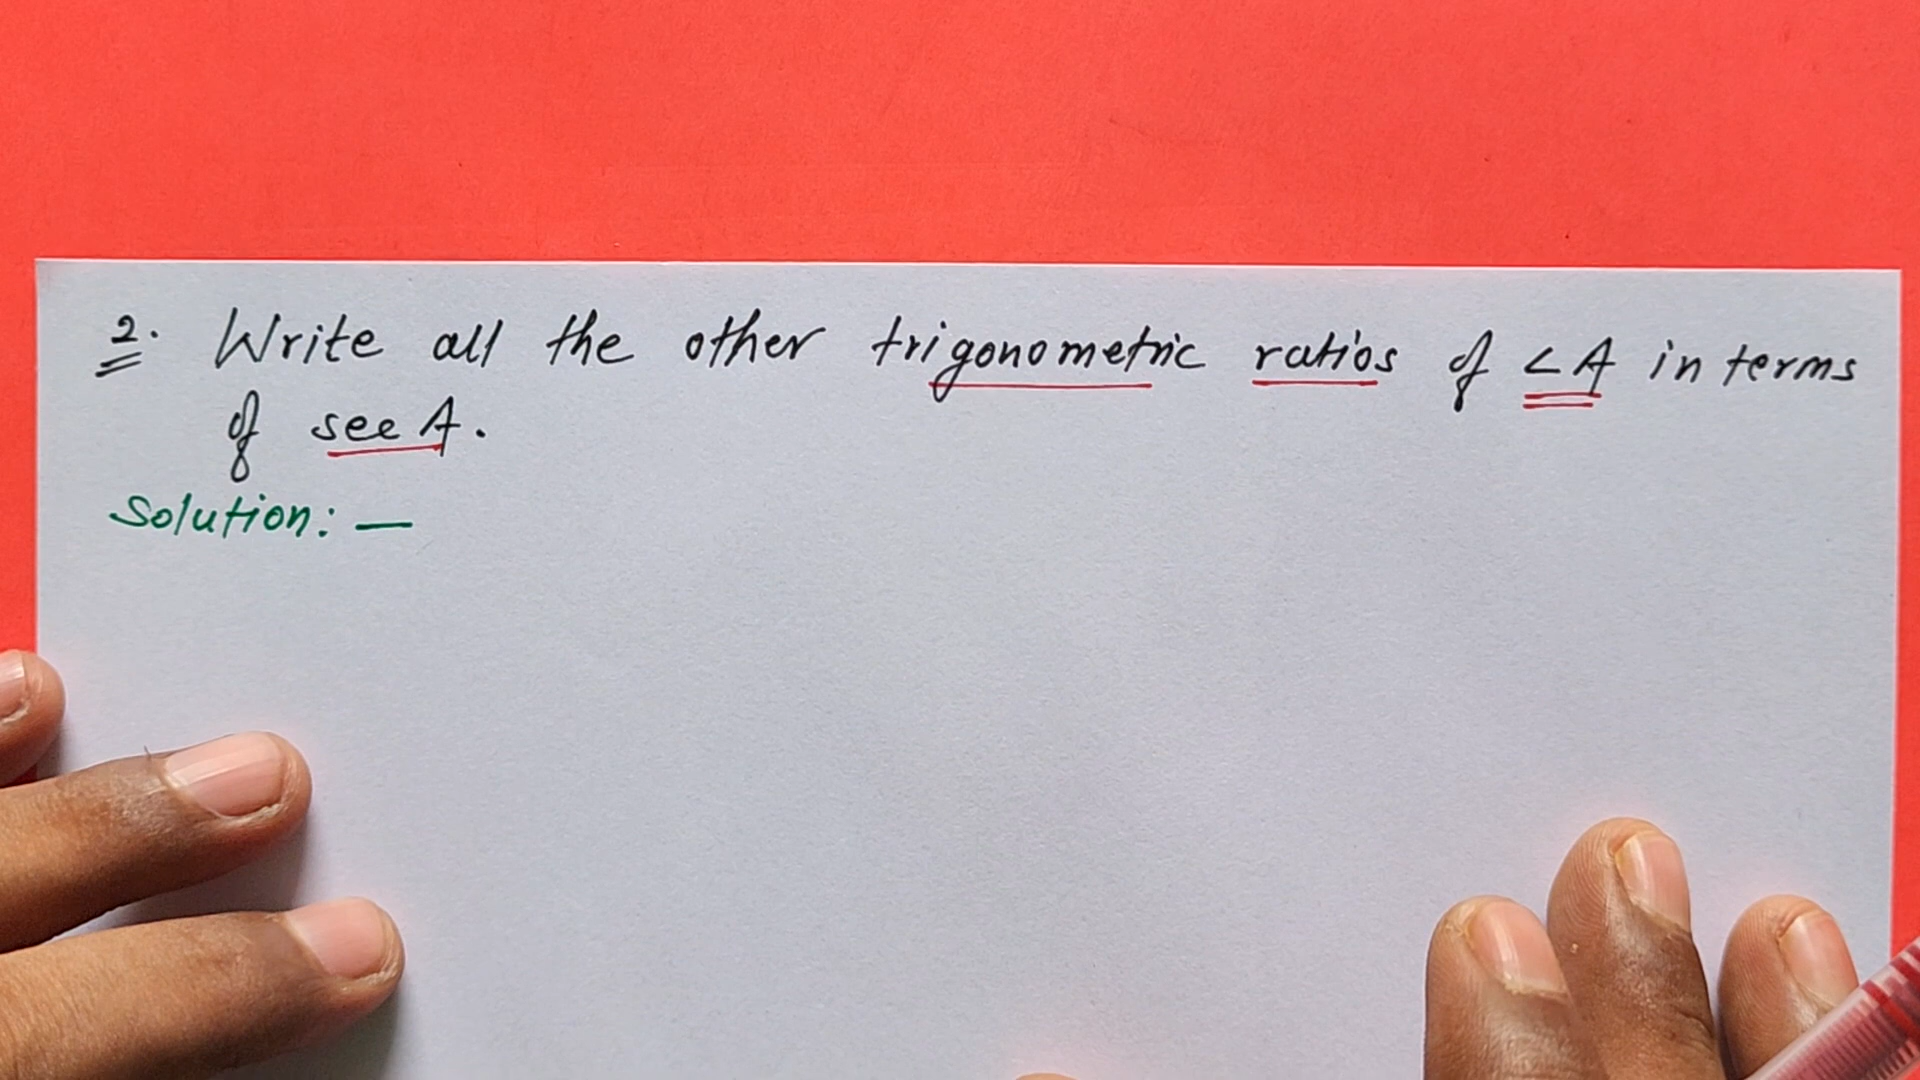 2. Write all the other trigonometric ratios of ∠A in terms
of sec A.
Solution: —